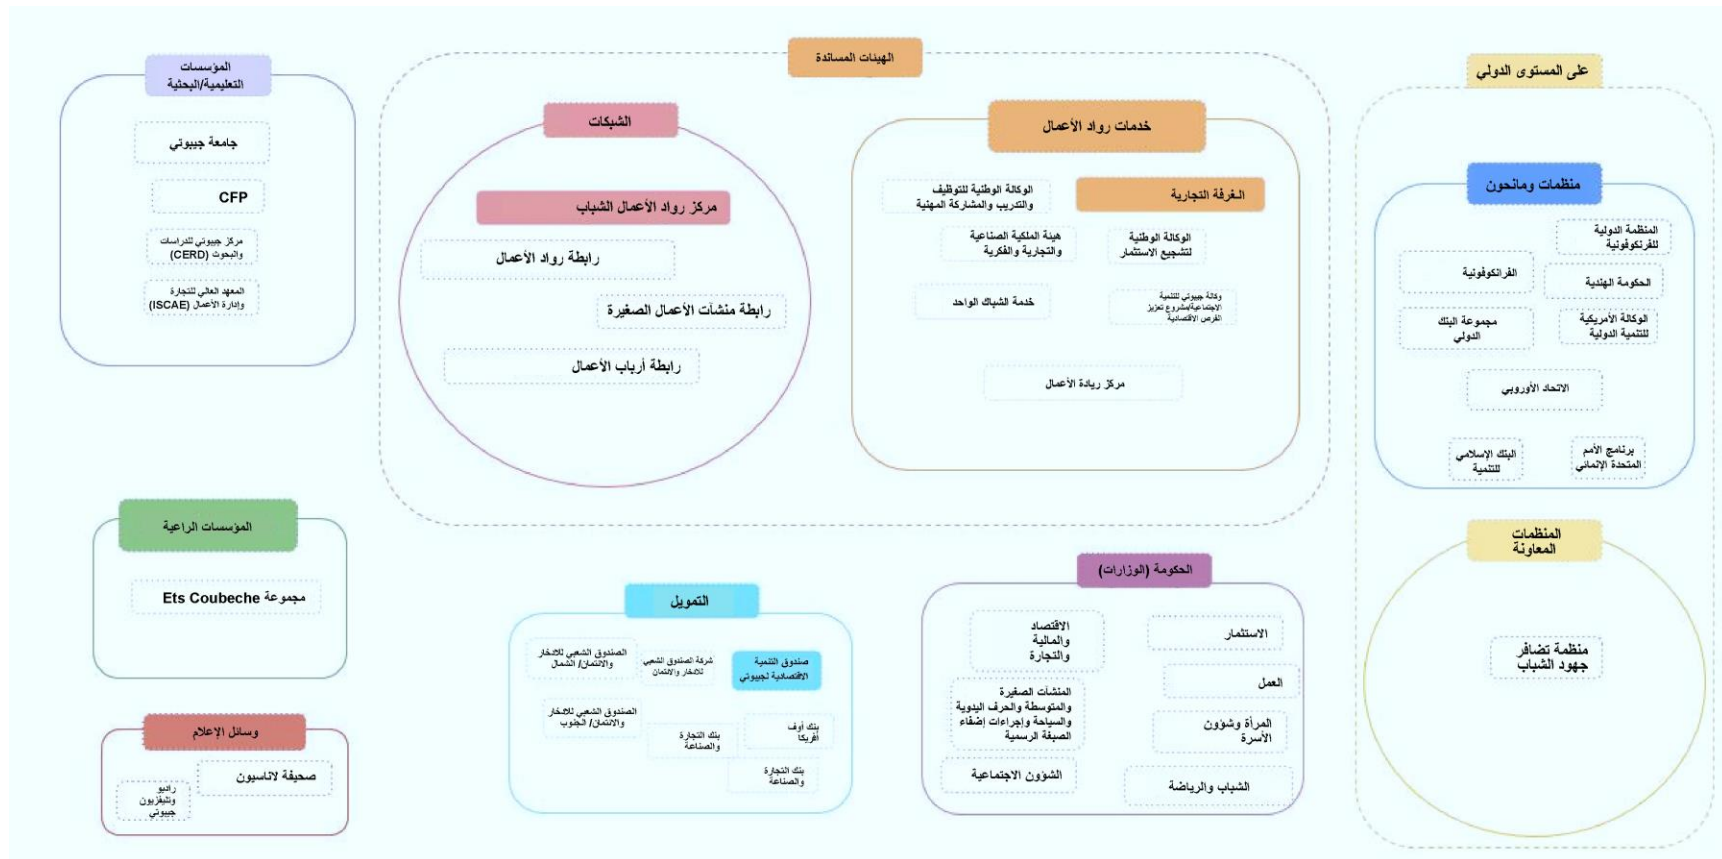 على المستوى الدولي
منظمات ومانحون
المنظمة الدولية
للفرنكوفونية
الفرانكوفونية
الحكومة الهندية
الوكالة الأمريكية
للتنمية الدولية
مجموعة البنك
الدولي
الاتحاد الأوروبي
برنامج الأمم
المتحدة الإنمائي
البنك الإسلامي
للتنمية
المنظمات
المعاونة
منظمة تضافر
جهود الشباب
الهيئات المساندة
خدمات رواد الأعمال
الغرفة التجارية
الوكالة الوطنية للتوظيف
والتدريب والمشاركة المهنية
الوكالة الوطنية
لتشجيع الاستثمار
هيئة الملكية الصناعية
والتجارية والفكرية
وكالة جيبوتي للتنمية
الاجتماعية/مشروع تعزيز
الفرص الاقتصادية
خدمة الشباك الواحد
مركز ريادة الأعمال
الشبكات
مركز رواد الأعمال الشباب
رابطة رواد الأعمال
رابطة منشآت الأعمال الصغيرة
رابطة أرباب الأعمال
المؤسسات
التعليمية/البحثية
جامعة جيبوتي
CFP
مركز جيبوتي للدراسات
والبحوث (CERD)
المعهد العالي للتجارة
وإدارة الأعمال (ISCAE)
الحكومة (الوزارات)
الاستثمار
الاقتصاد
والمالية
والتجارة
العمل
المنشآت الصغيرة
والمتوسطة والحرف اليدوية
والسياحة وإجراءات إضفاء
الصبغة الرسمية
المرأة وشؤون
الأسرة
الشؤون الاجتماعية
الشباب والرياضة
التمويل
صندوق التنمية
الاقتصادية لجيبوتي
شركة الصندوق الشعبي
للادخار والائتمان
الصندوق الشعبي للادخار
والائتمان/ الشمال
الصندوق الشعبي للادخار
والائتمان/ الجنوب
بنك أوف
أفريكا
بنك التجارة
والصناعة
بنك التجارة
والصناعة
المؤسسات الراعية
مجموعة Ets Coubeche
وسائل الإعلام
صحيفة لاناسيون
راديو
وتليفزيون
جيبوتي